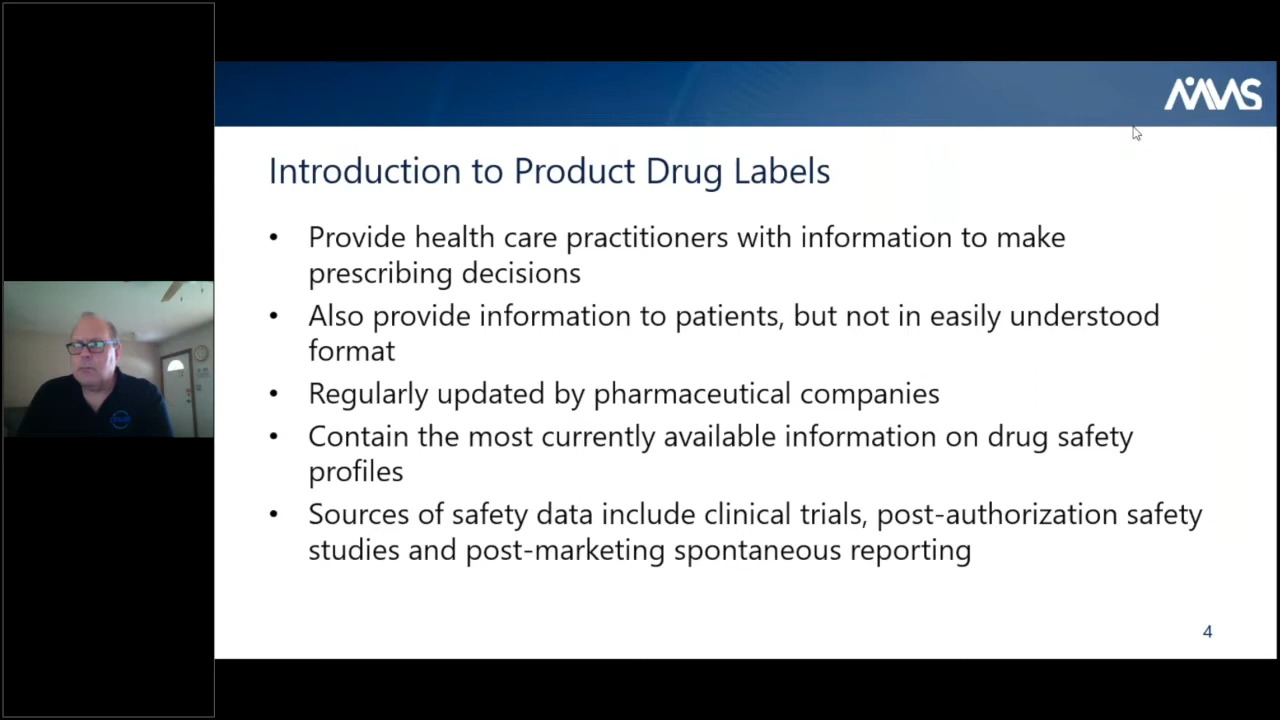 MMS
Introduction to Product Drug Labels
• Provide health care practitioners with information to make
prescribing decisions
• Also provide information to patients, but not in easily understood
format
• Regularly updated by pharmaceutical companies
• Contain the most currently available information on drug safety
profiles
• Sources of safety data include clinical trials, post-authorization safety
studies and post-marketing spontaneous reporting
4